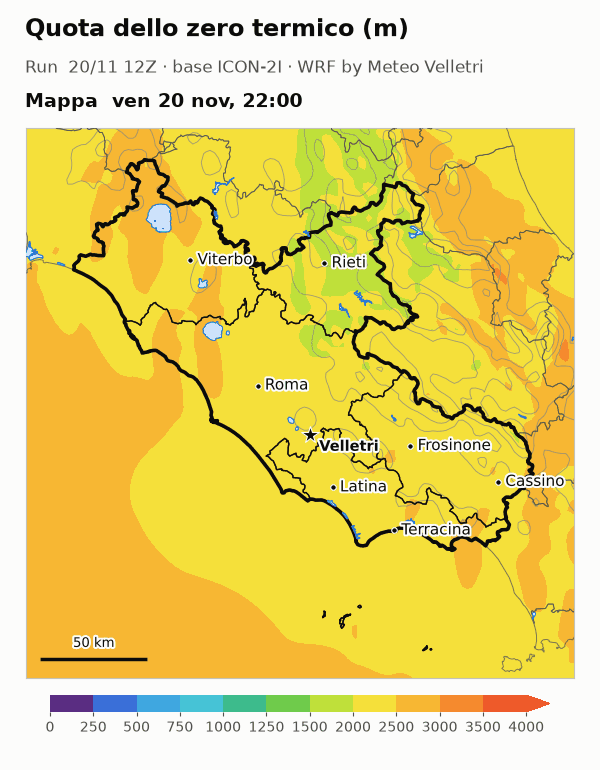 Quota dello zero termico (m)
Run  20/11 12Z · base ICON-2I · WRF by Meteo Velletri
Mappa  ven 20 nov, 22:00
Viterbo
Rieti
Roma
Velletri
Frosinone
Cassino
Latina
Terracina
50 km
0 250 500 750 1000 1250 1500 2000 2500 3000 3500 4000